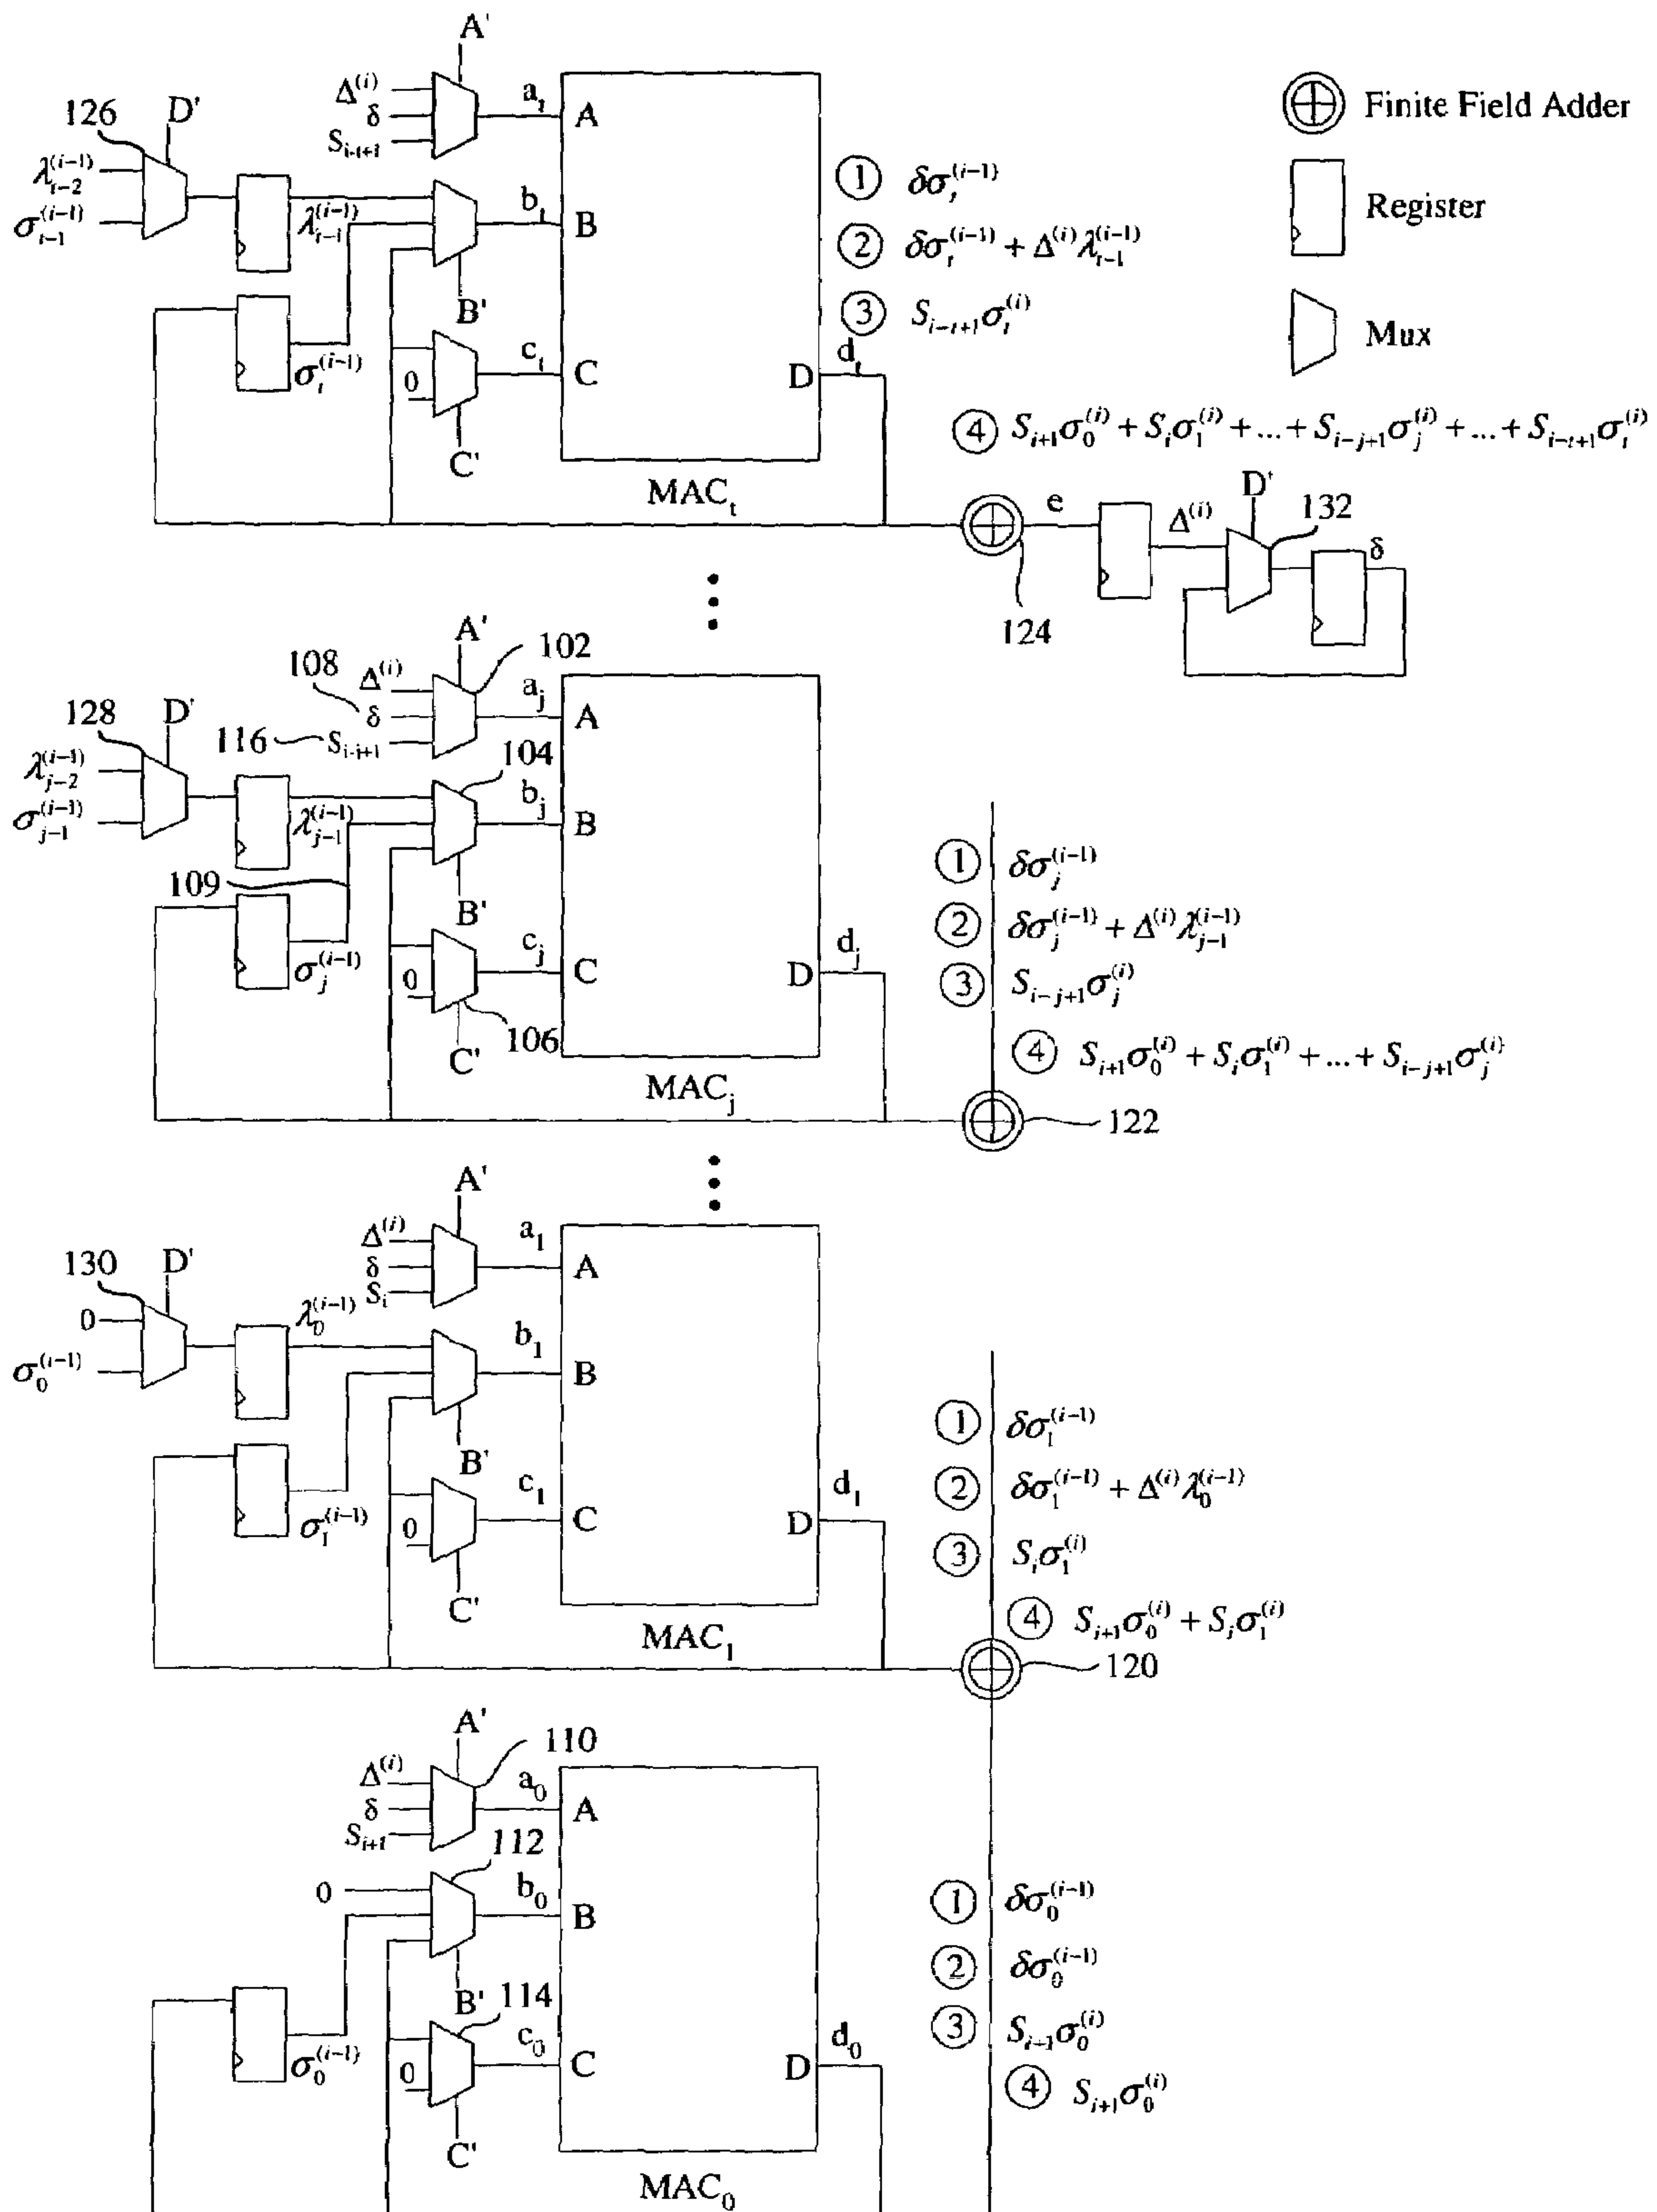 A'
Δ^(i)
δ
S_{i-t+1}
a_t
A
126
D'
λ_{t-2}^{(i-1)}
σ_{t-1}^{(i-1)}
λ_{t-1}^{(i-1)}
b_t
B
B'
σ_t^{(i-1)}
0
c_t
C
C'
D
d_t
MAC_t
① δσ_t^{(i-1)}
② δσ_t^{(i-1)} + Δ^(i)λ_{t-1}^{(i-1)}
③ S_{i-t+1}σ_t^{(i)}
④ S_{i+1}σ_0^{(i)} + S_iσ_1^{(i)} + ... + S_{i-j+1}σ_j^{(i)} + ... + S_{i-t+1}σ_t^{(i)}
Finite Field Adder
Register
Mux
e
Δ^(i)
D'
132
δ
124
A'
102
108
Δ^(i)
δ
116
S_{i-j+1}
a_j
A
128
D'
λ_{j-2}^{(i-1)}
σ_{j-1}^{(i-1)}
λ_{j-1}^{(i-1)}
104
b_j
B
109
B'
σ_j^{(i-1)}
0
c_j
C
106
C'
D
d_j
MAC_j
① δσ_j^{(i-1)}
② δσ_j^{(i-1)} + Δ^(i)λ_{j-1}^{(i-1)}
③ S_{i-j+1}σ_j^{(i)}
④ S_{i+1}σ_0^{(i)} + S_iσ_1^{(i)} + ... + S_{i-j+1}σ_j^{(i)}
122
A'
Δ^(i)
δ
S_i
a_1
A
130
D'
0
σ_0^{(i-1)}
λ_0^{(i-1)}
b_1
B
B'
σ_1^{(i-1)}
0
c_1
C
C'
D
d_1
MAC_1
① δσ_1^{(i-1)}
② δσ_1^{(i-1)} + Δ^(i)λ_0^{(i-1)}
③ S_iσ_1^{(i)}
④ S_{i+1}σ_0^{(i)} + S_iσ_1^{(i)}
120
A'
110
Δ^(i)
δ
S_{i+1}
a_0
A
112
0
b_0
B
B'
114
σ_0^{(i-1)}
0
c_0
C
C'
D
d_0
MAC_0
① δσ_0^{(i-1)}
② δσ_0^{(i-1)}
③ S_{i+1}σ_0^{(i)}
④ S_{i+1}σ_0^{(i)}